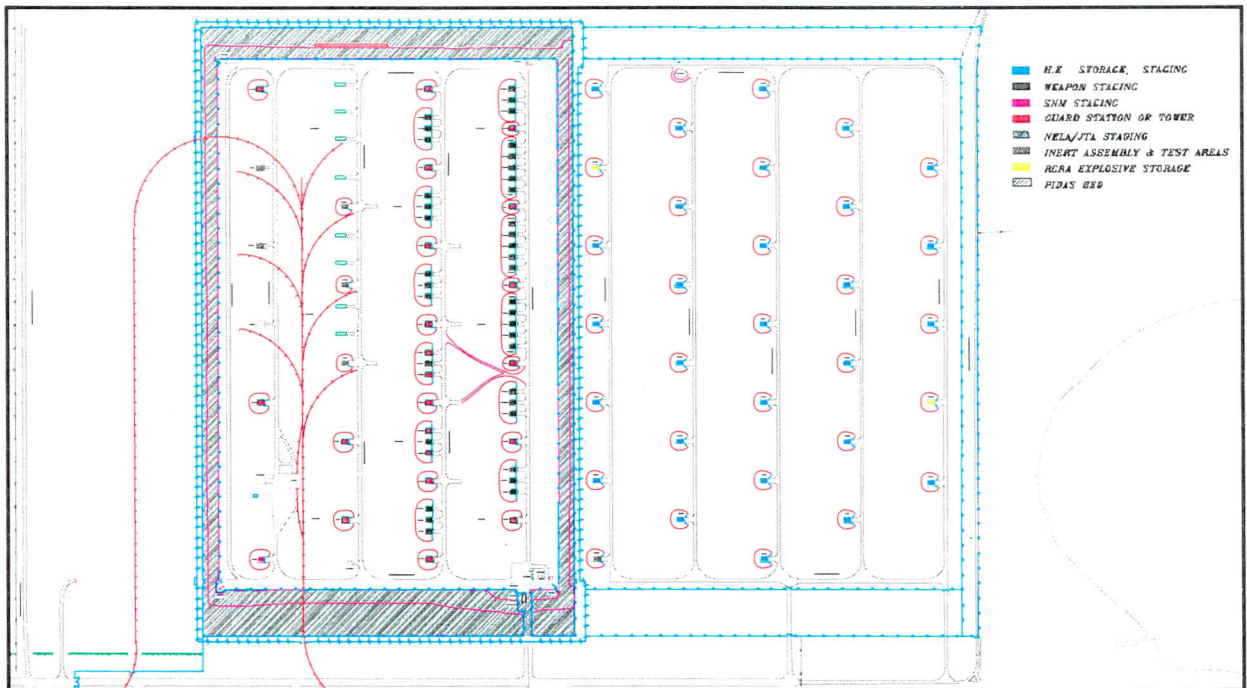 H.E STORAGE, STAGING
WEAPON STAGING
SNM STAGING
GUARD STATION OR TOWER
NELA/JTA STAGING
INERT ASSEMBLY & TEST AREAS
RCRA EXPLOSIVE STORAGE
PIDAS BED